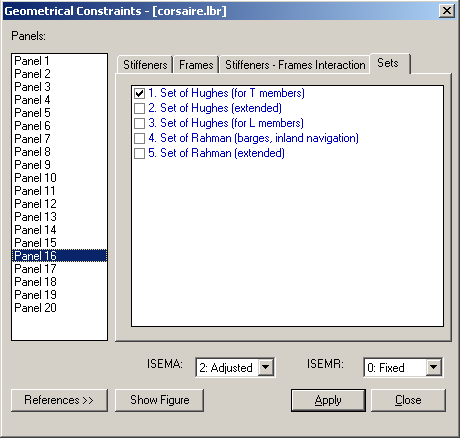 Geometrical Constraints - [corsaire.lbr]
Panels:
Panel 1
Panel 2
Panel 3
Panel 4
Panel 5
Panel 6
Panel 7
Panel 8
Panel 9
Panel 10
Panel 11
Panel 12
Panel 13
Panel 14
Panel 15
Panel 16
Panel 17
Panel 18
Panel 19
Panel 20
Stiffeners Frames Stiffeners - Frames Interaction Sets
1. Set of Hughes (for T members)
2. Set of Hughes (extended)
3. Set of Hughes (for L members)
4. Set of Rahman (barges, inland navigation)
5. Set of Rahman (extended)
ISEMA: 2: Adjusted ISEMR: 0: Fixed
References >> Show Figure Apply Close